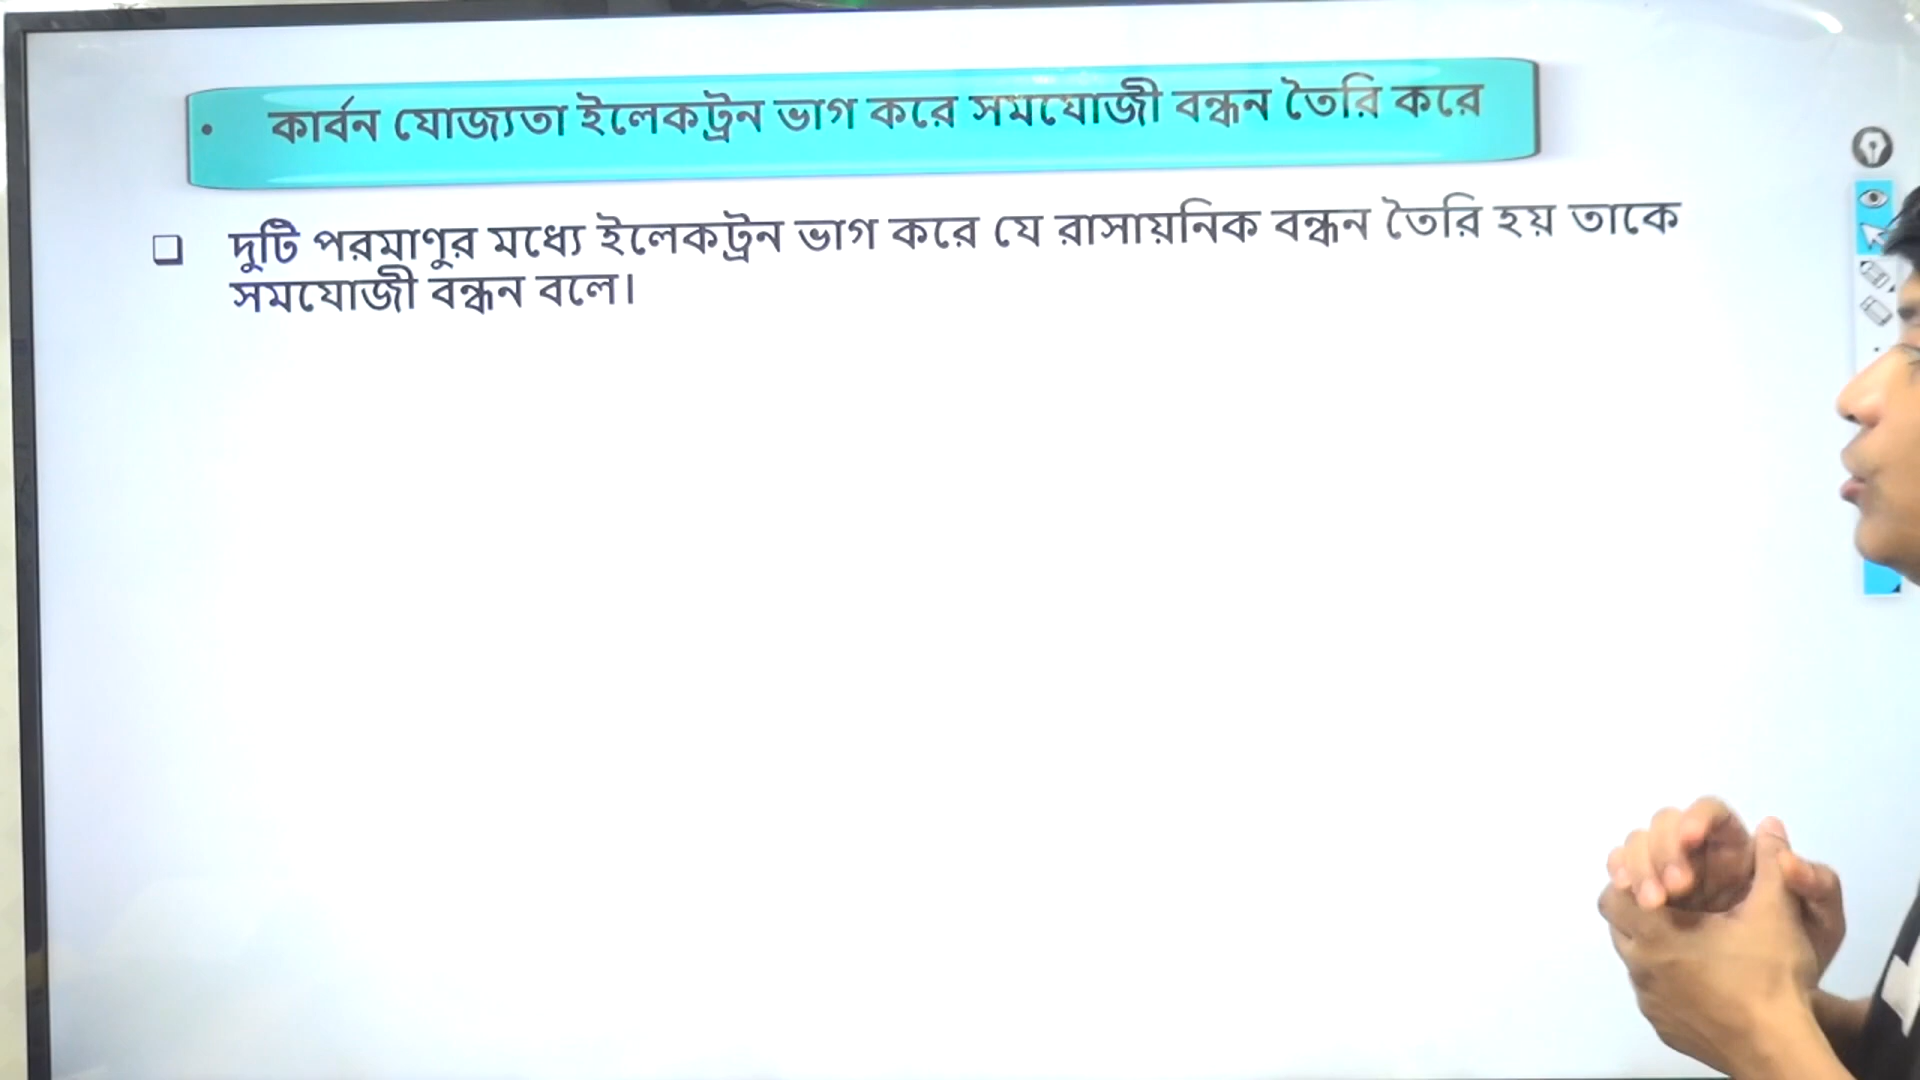 • কার্বন যোজ্যতা ইলেকট্রন ভাগ করে সমযোজী বন্ধন তৈরি করে
❑ দুটি পরমাণুর মধ্যে ইলেকট্রন ভাগ করে যে রাসায়নিক বন্ধন তৈরি হয় তাকে
সমযোজী বন্ধন বলে।